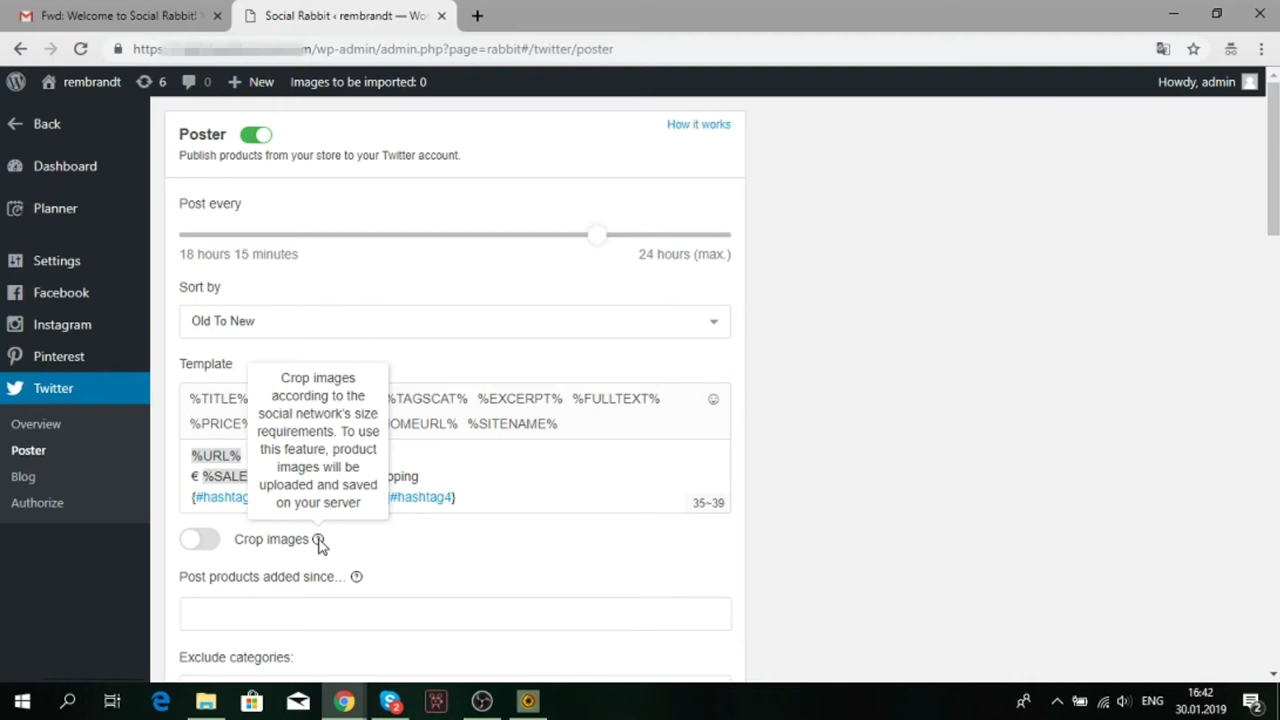 Fwd: Welcome to Social Rabbit!
Social Rabbit ‹ rembrandt — Wo
https
m/wp-admin/admin.php?page=rabbit#/twitter/poster
rembrandt
6
0
New
Images to be imported: 0
Howdy, admin
Back
Dashboard
Planner
Settings
Facebook
Instagram
Pinterest
Twitter
Overview
Poster
Blog
Authorize
Poster
How it works
Publish products from your store to your Twitter account.
Post every
18 hours 15 minutes
24 hours (max.)
Sort by
Old To New
Template
%TITLE%
TAGSCAT% %EXCERPT% %FULLTEXT%
%PRICE%
OMEURL% %SITENAME%
%URL%
€ %SALE
pping
{#hashtag
#hashtag4}
35~39
Crop images
according to the
social network's size
requirements. To use
this feature, product
images will be
uploaded and saved
on your server
Crop images
Post products added since...
Exclude categories:
ENG
16:42
30.01.2019
2
2